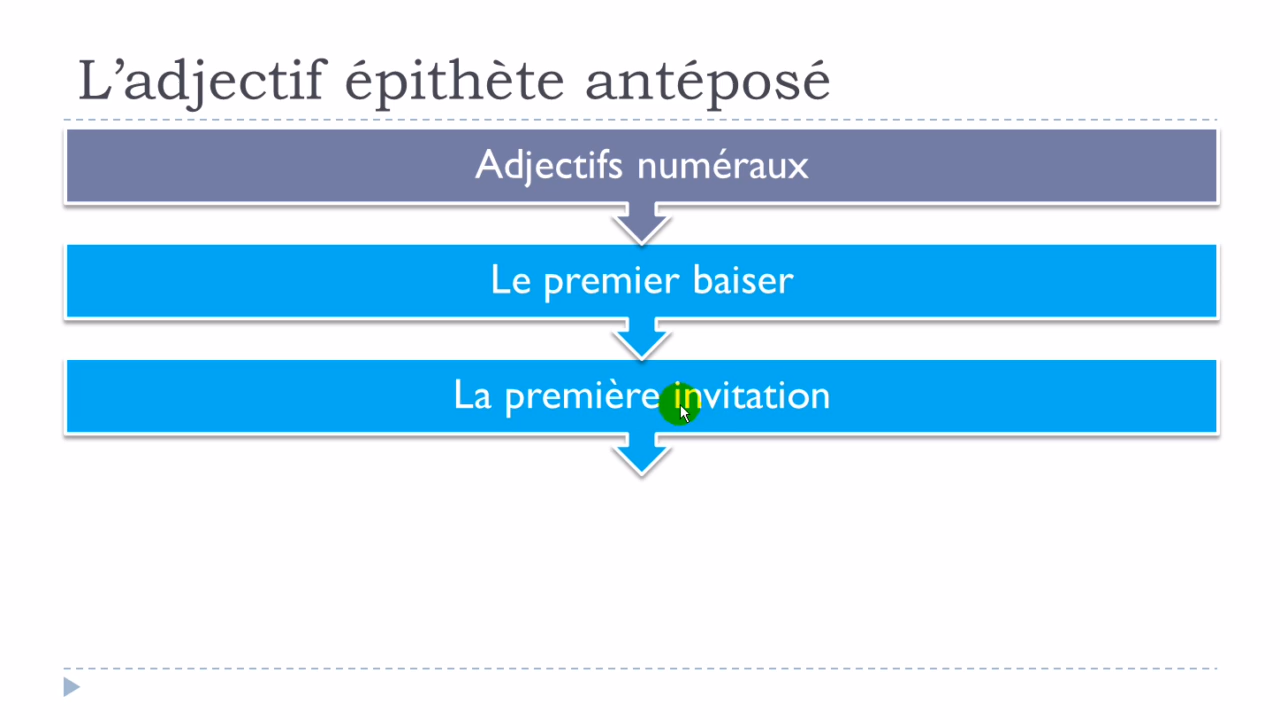 L’adjectif épithète antéposé
Adjectifs numéraux
Le premier baiser
La première invitation